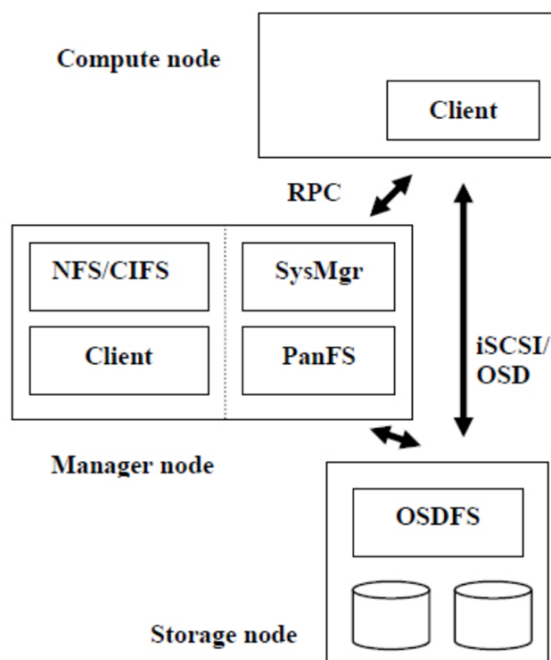 Compute node
Client
RPC
NFS/CIFS
SysMgr
Client
PanFS
iSCSI/
OSD
Manager node
OSDFS
Storage node